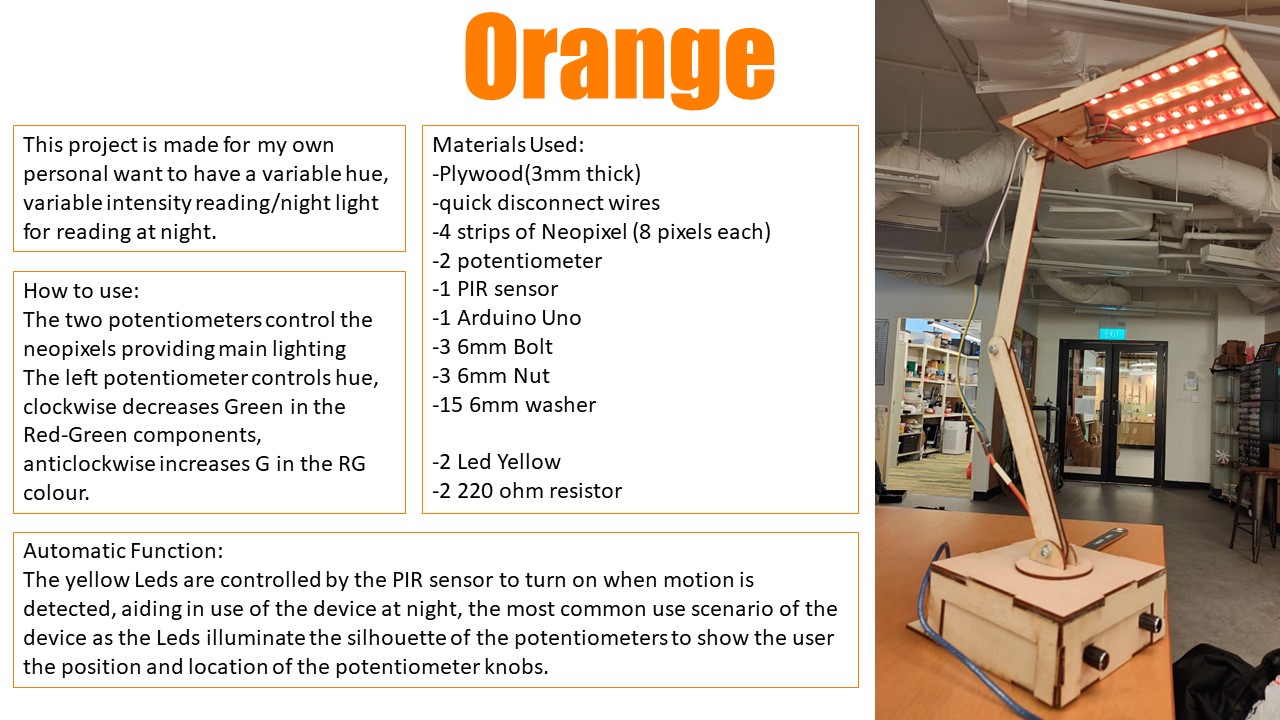 Orange
This project is made for my own
personal want to have a variable hue,
variable intensity reading/night light
for reading at night.
How to use:
The two potentiometers control the
neopixels providing main lighting
The left potentiometer controls hue,
clockwise decreases Green in the
Red-Green components,
anticlockwise increases G in the RG
colour.
Materials Used:
-Plywood(3mm thick)
-quick disconnect wires
-4 strips of Neopixel (8 pixels each)
-2 potentiometer
-1 PIR sensor
-1 Arduino Uno
-3 6mm Bolt
-3 6mm Nut
-15 6mm washer
-2 Led Yellow
-2 220 ohm resistor
Automatic Function:
The yellow Leds are controlled by the PIR sensor to turn on when motion is
detected, aiding in use of the device at night, the most common use scenario of the
device as the Leds illuminate the silhouette of the potentiometers to show the user
the position and location of the potentiometer knobs.
EXIT